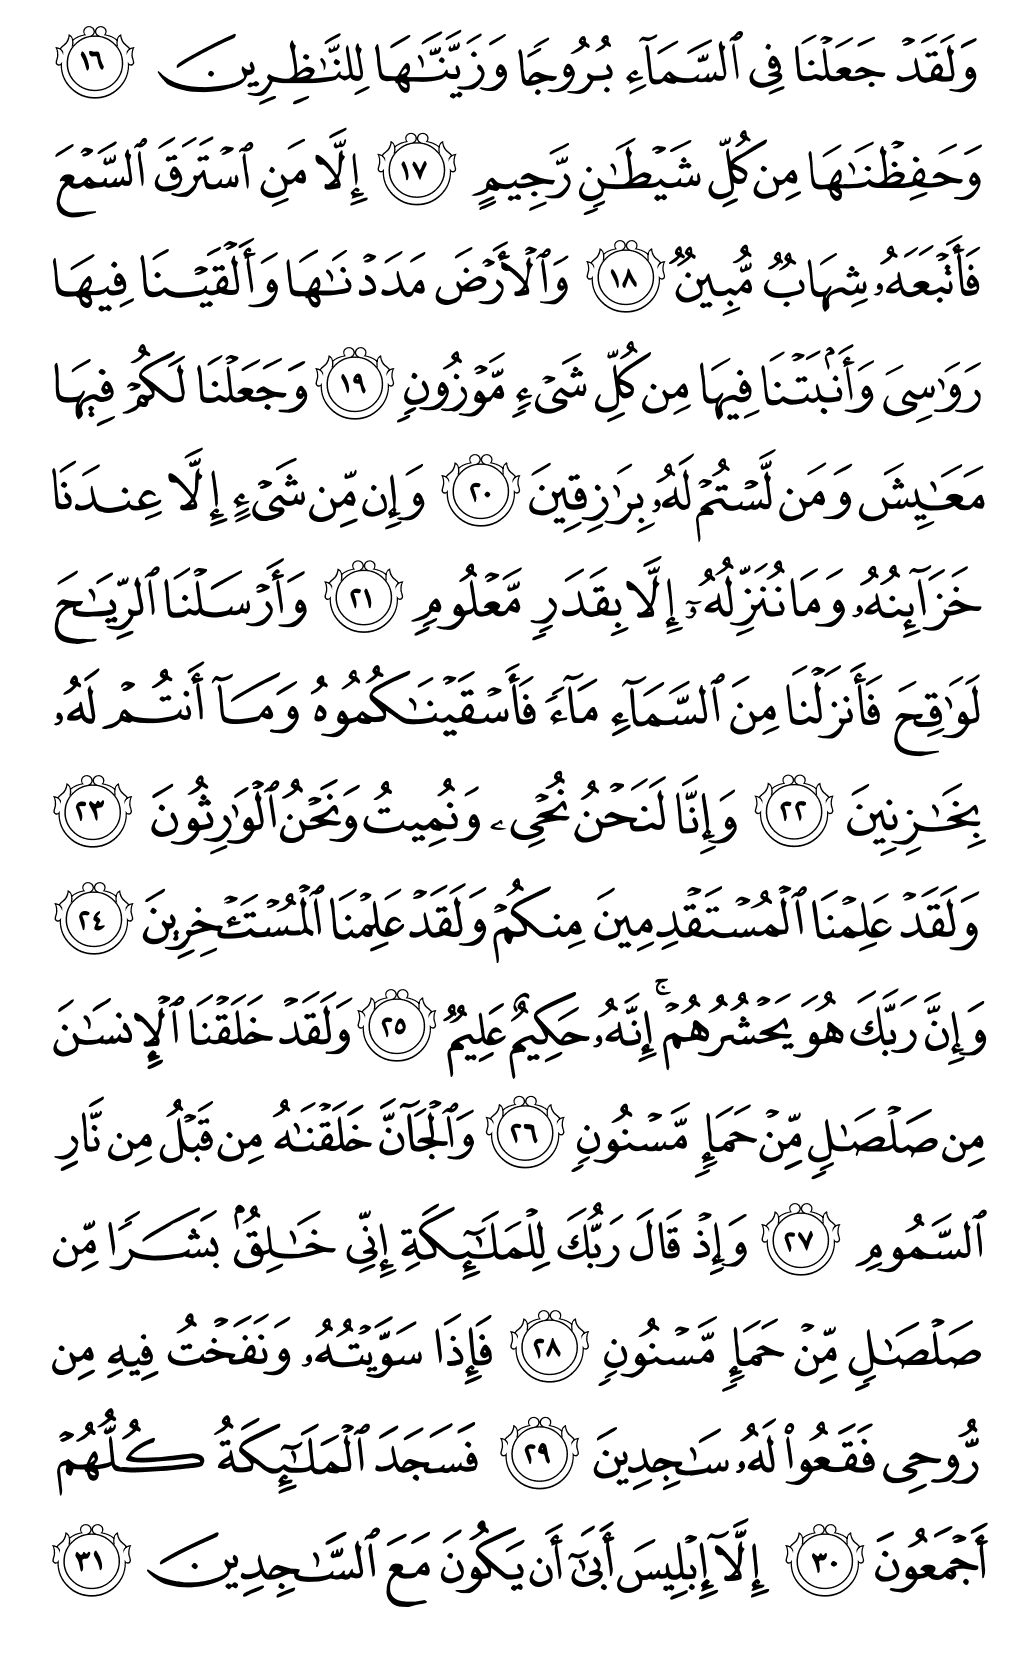 وَلَقَدۡ جَعَلۡنَا فِي ٱلسَّمَآءِ بُرُوجٗا وَزَيَّنَّٰهَا لِلنَّٰظِرِينَ ١٦
وَحَفِظۡنَٰهَا مِن كُلِّ شَيۡطَٰنٖ رَّجِيمٍ ١٧ إِلَّا مَنِ ٱسۡتَرَقَ ٱلسَّمۡعَ
فَأَتۡبَعَهُۥ شِهَابٞ مُّبِينٞ ١٨ وَٱلۡأَرۡضَ مَدَدۡنَٰهَا وَأَلۡقَيۡنَا فِيهَا
رَوَٰسِيَ وَأَنۢبَتۡنَا فِيهَا مِن كُلِّ شَيۡءٖ مَّوۡزُونٖ ١٩ وَجَعَلۡنَا لَكُمۡ فِيهَا
مَعَٰيِشَ وَمَن لَّسۡتُمۡ لَهُۥ بِرَٰزِقِينَ ٢٠ وَإِن مِّن شَيۡءٍ إِلَّا عِندَنَا
خَزَآئِنُهُۥ وَمَا نُنَزِّلُهُۥٓ إِلَّا بِقَدَرٖ مَّعۡلُومٖ ٢١ وَأَرۡسَلۡنَا ٱلرِّيَٰحَ
لَوَٰقِحَ فَأَنزَلۡنَا مِنَ ٱلسَّمَآءِ مَآءٗ فَأَسۡقَيۡنَٰكُمُوهُ وَمَآ أَنتُمۡ لَهُۥ
بِخَٰزِنِينَ ٢٢ وَإِنَّا لَنَحۡنُ نُحۡيِۦ وَنُمِيتُ وَنَحۡنُ ٱلۡوَٰرِثُونَ ٢٣
وَلَقَدۡ عَلِمۡنَا ٱلۡمُسۡتَقۡدِمِينَ مِنكُمۡ وَلَقَدۡ عَلِمۡنَا ٱلۡمُسۡتَـٔۡخِرِينَ ٢٤
وَإِنَّ رَبَّكَ هُوَ يَحۡشُرُهُمۡۚ إِنَّهُۥ حَكِيمٌ عَلِيمٞ ٢٥ وَلَقَدۡ خَلَقۡنَا ٱلۡإِنسَٰنَ
مِن صَلۡصَٰلٖ مِّنۡ حَمَإٖ مَّسۡنُونٖ ٢٦ وَٱلۡجَآنَّ خَلَقۡنَٰهُ مِن قَبۡلُ مِن نَّارِ
ٱلسَّمُومِ ٢٧ وَإِذۡ قَالَ رَبُّكَ لِلۡمَلَٰٓئِكَةِ إِنِّي خَٰلِقُۢ بَشَرٗا مِّن
صَلۡصَٰلٖ مِّنۡ حَمَإٖ مَّسۡنُونٖ ٢٨ فَإِذَا سَوَّيۡتُهُۥ وَنَفَخۡتُ فِيهِ مِن
رُّوحِي فَقَعُواْ لَهُۥ سَٰجِدِينَ ٢٩ فَسَجَدَ ٱلۡمَلَٰٓئِكَةُ كُلُّهُمۡ
أَجۡمَعُونَ ٣٠ إِلَّآ إِبۡلِيسَ أَبَىٰٓ أَن يَكُونَ مَعَ ٱلسَّٰجِدِينَ ٣١